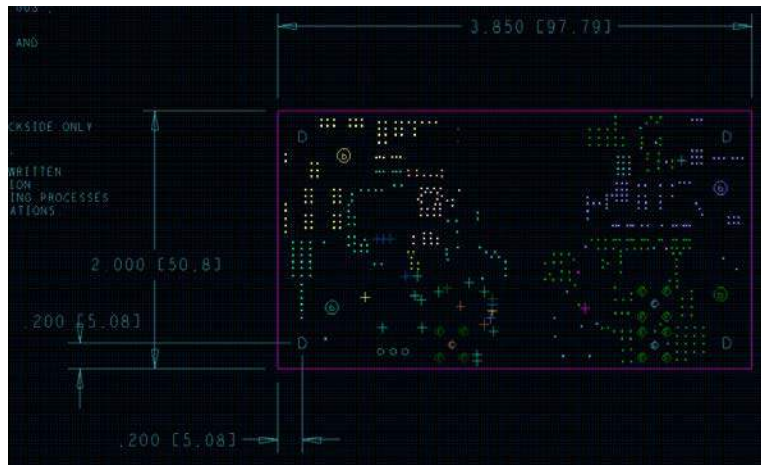 AND
3.850 [97.79]
CKSIDE ONLY
D
D
WRITTEN
ION
ING PROCESSES
ATIONS.
2.000 [50.8]
.200 [5.08]
D
D
.200 [5.08]